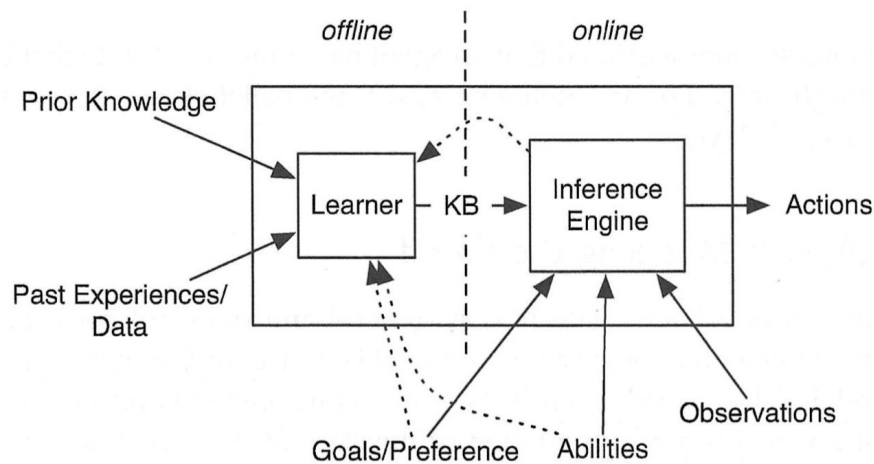 offline
online
Prior Knowledge
Learner
KB
Inference
Engine
Actions
Past Experiences/
Data
Observations
Goals/Preference
Abilities